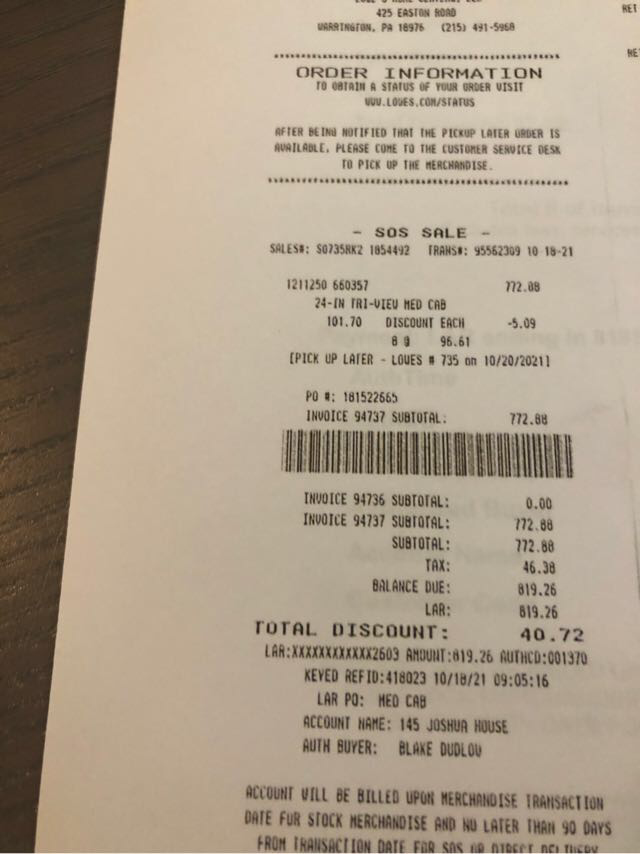 425 EASTON ROAD
WARRINGTON, PA 18976 (215) 491-5968
RET
RE
ORDER INFORMATION
TO OBTAIN A STATUS OF YOUR ORDER VISIT
WWW.LOWES.COM/STATUS
AFTER BEING NOTIFIED THAT THE PICKUP LATER ORDER IS
AVAILABLE, PLEASE COME TO THE CUSTOMER SERVICE DESK
TO PICK UP THE MERCHANDISE.
- SOS SALE -
SALES#: S0735RK2 1854492 TRANS#: 95562309 10-18-21
1211250 660357 772.88
24-IN TRI-VIEW MED CAB
101.70 DISCOUNT EACH -5.09
8 @ 96.61
[PICK UP LATER - LOWES # 735 on 10/20/2021]
PO #: 181522665
INVOICE 94737 SUBTOTAL: 772.88
INVOICE 94736 SUBTOTAL: 0.00
INVOICE 94737 SUBTOTAL: 772.88
SUBTOTAL: 772.88
TAX: 46.38
BALANCE DUE: 819.26
LAR: 819.26
TOTAL DISCOUNT: 40.72
LAR:XXXXXXXXXXXX2603 AMOUNT:819.26 AUTHCD:001370
KEYED REFID:418023 10/18/21 09:05:16
LAR PO: MED CAB
ACCOUNT NAME: 145 JOSHUA HOUSE
AUTH BUYER: BLAKE DUDLOW
ACCOUNT WILL BE BILLED UPON MERCHANDISE TRANSACTION
DATE FOR STOCK MERCHANDISE AND NO LATER THAN 90 DAYS
FROM TRANSACTION DATE FOR SOS OR DIRECT DELIVERY